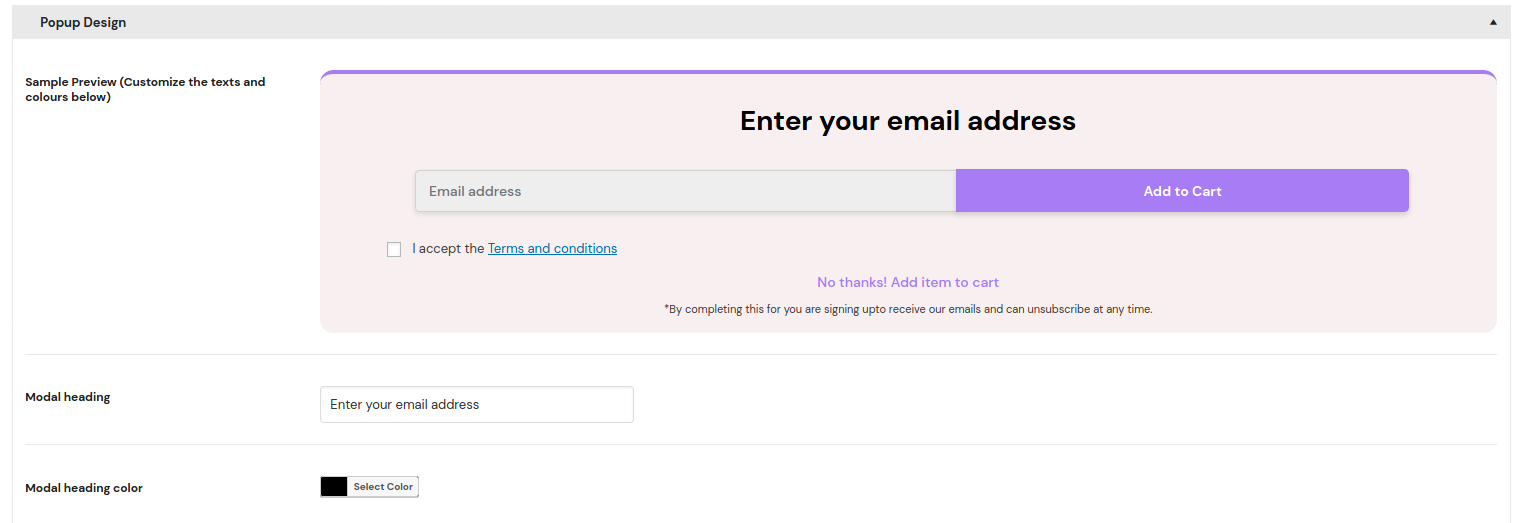 Popup Design
Sample Preview (Customize the texts and
colours below)
Enter your email address
Email address
Add to Cart
I accept the Terms and conditions
No thanks! Add item to cart
*By completing this for you are signing upto receive our emails and can unsubscribe at any time.
Modal heading
Enter your email address
Modal heading color
Select Color